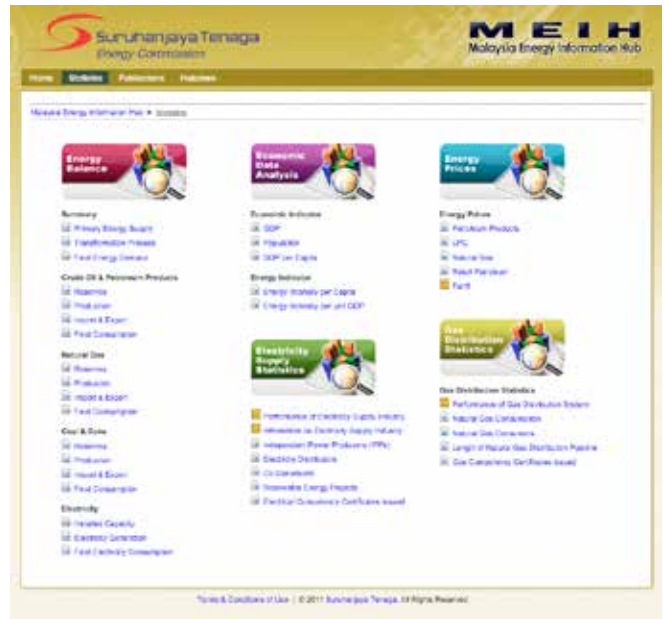 Suruhanjaya Tenaga
Energy Commission
M E I H
Malaysia Energy Information Hub
Home Statistics Publications
Malaysia Energy Information Hub Statistics
Energy
Balance
Summary
Primary Energy Supply
Transformation Process
Final Energy Demand
Crude Oil & Petroleum Products
Reserves
Production
Import & Export
Final Consumption
Natural Gas
Reserves
Production
Import & Export
Final Consumption
Coal & Coke
Reserves
Production
Import & Export
Final Consumption
Electricity
Installed Capacity
Electricity Generation
Final Electricity Consumption
Economic
Data
Analysis
Economic Indicator
GDP
Population
GDP per Capita
Energy Indicator
Energy Intensity per Capita
Energy Intensity per unit GDP
Electricity
Supply
Statistics
Performance of Electricity Supply Industry
Information on Electricity Supply Industry
Independent Power Producers (IPPs)
Electricity Distribution
Co-Generators
Renewable Energy Projects
Electrical Competency Certificates Issued
Energy
Prices
Energy Prices
Petroleum Products
LPG
Natural Gas
Retail Petroleum
Tariff
Gas
Distribution
Statistics
Gas Distribution Statistics
Performance of Gas Distribution System
Natural Gas Consumption
Natural Gas Consumers
Length of Natural Gas Distribution Pipeline
Gas Competency Certificates Issued
Terms & Conditions of Use | © 2011 Suruhanjaya Tenaga. All Rights Reserved.